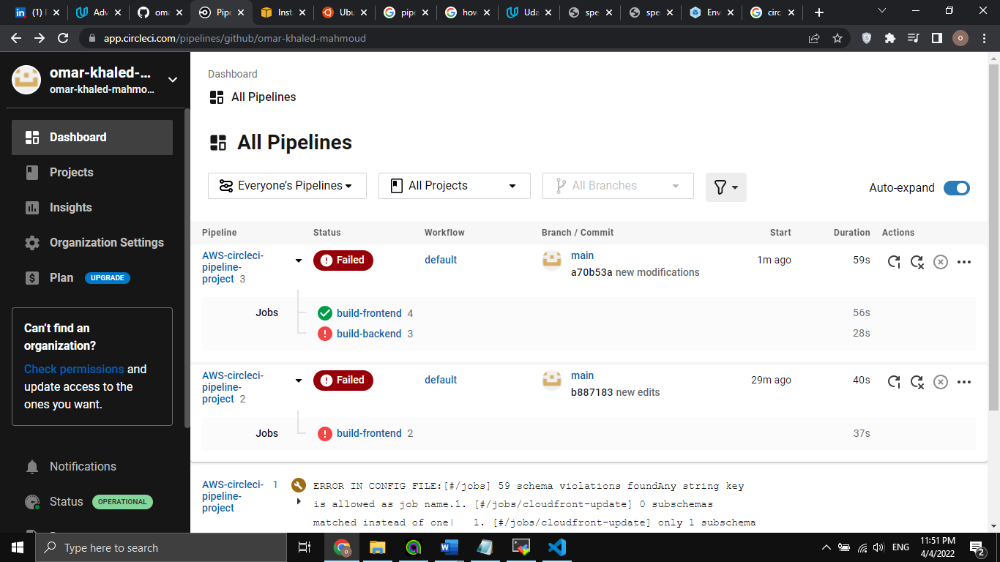 (1) F
Adv
oma
Pipe
Inst
Ubu
pipe
how
Uda
spe
spe
Env
circ
app.circleci.com/pipelines/github/omar-khaled-mahmoud
omar-khaled-...
omar-khaled-mahmo...
Dashboard
Projects
Insights
Organization Settings
Plan UPGRADE
Can't find an
organization?
Check permissions and
update access to the
ones you want.
Notifications
Status OPERATIONAL
Dashboard
All Pipelines
All Pipelines
Everyone's Pipelines All Projects All Branches Auto-expand
Pipeline Status Workflow Branch / Commit Start Duration Actions
AWS-circleci-
pipeline-
project 3
Failed default main 1m ago 59s
a70b53a new modifications
Jobs build-frontend 4 56s
build-backend 3 28s
AWS-circleci-
pipeline-
project 2
Failed default main 29m ago 40s
b887183 new edits
Jobs build-frontend 2 37s
AWS-circleci- 1
pipeline-
project
ERROR IN CONFIG FILE:[#/jobs] 59 schema violations foundAny string key
is allowed as job name.1. [#/jobs/cloudfront-update] 0 subschemas
matched instead of one| 1. [#/jobs/cloudfront-update] only 1 subschema
Type here to search
ENG
11:51 PM
4/4/2022
2